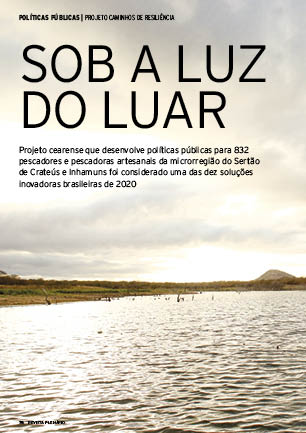 POLÍTICAS PÚBLICAS | PROJETO CAMINHOS DE RESILIÊNCIA
SOB A LUZ
DO LUAR
Projeto cearense que desenvolve políticas públicas para 832
pescadores e pescadoras artesanais da microrregião do Sertão
de Crateús e Inhamuns foi considerado uma das dez soluções
inovadoras brasileiras de 2020
REVISTA PLENÁRIO